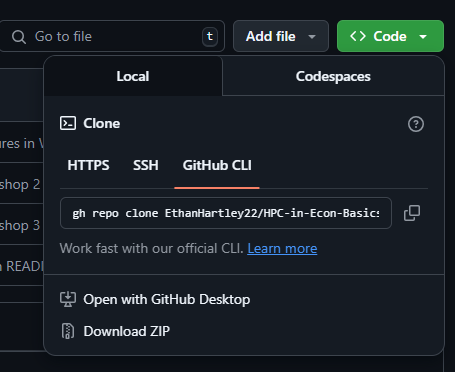 Go to file
t
Add file
Code
Local
Codespaces
Clone
HTTPS
SSH
GitHub CLI
gh repo clone EthanHartley22/HPC-in-Econ-Basics
Work fast with our official CLI. Learn more
Open with GitHub Desktop
Download ZIP
ures in
shop 2
shop 3